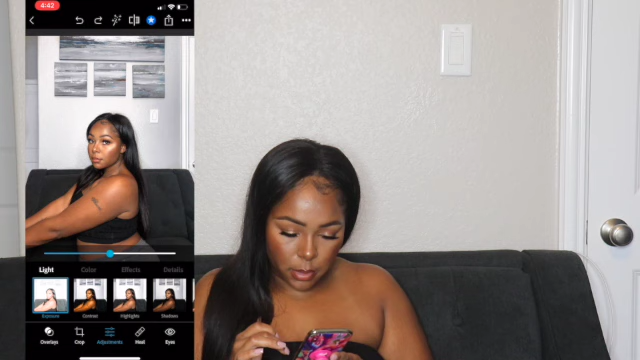 4:42
Light Color Effects Details
Exposure Contrast Highlights Shadows
Overlays Crop Adjustments Heal Eyes